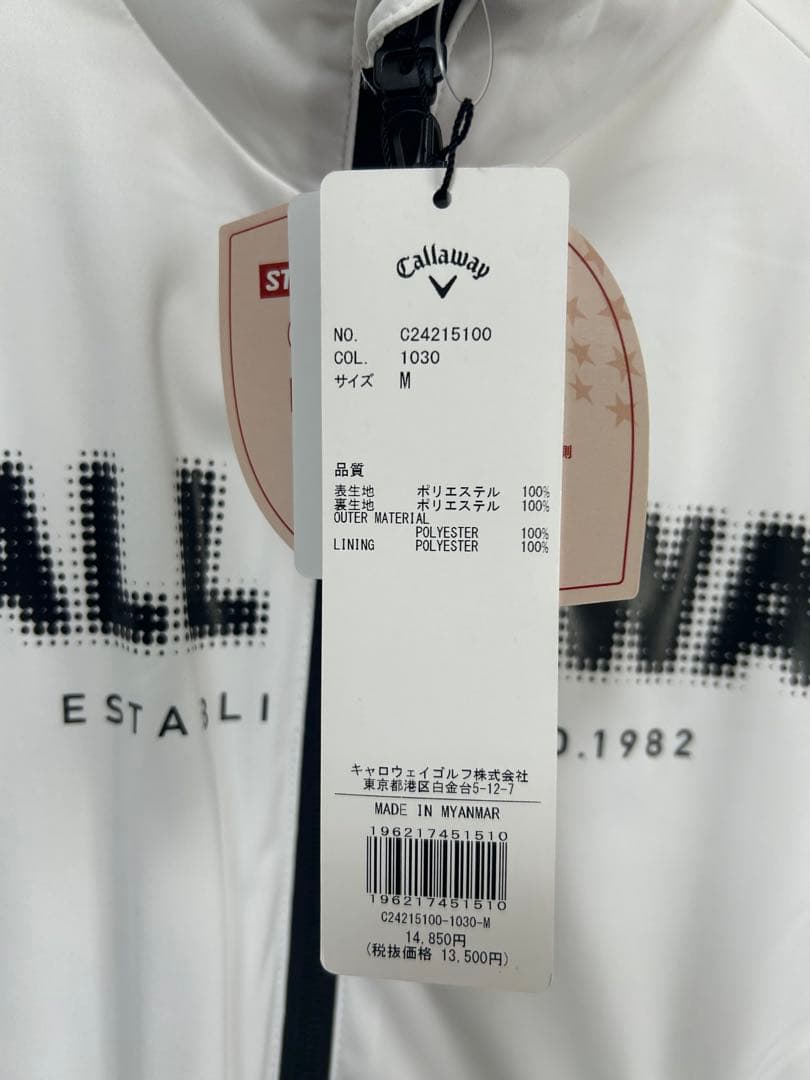 Callaway
NO. C24215100
COL. 1030
サイズ M
品質
表生地 ポリエステル 100%
裏生地 ポリエステル 100%
OUTER MATERIAL
POLYESTER 100%
LINING POLYESTER 100%
キャロウェイゴルフ株式会社
東京都港区白金台5-12-7
MADE IN MYANMAR
196217451510
196217451510
C24215100-1030-M
14,850円
(税抜価格 13,500円)
ST
則
ALL WA
ESTABLI D.1982